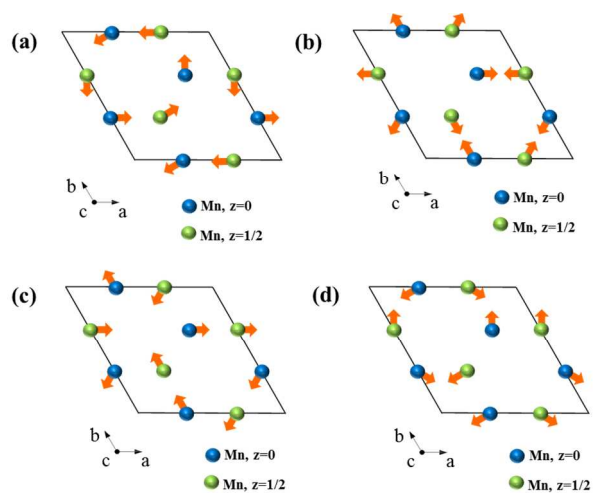 (a)
b
c
a
Mn, z=0
Mn, z=1/2
(b)
b
c
a
Mn, z=0
Mn, z=1/2
(c)
b
c
a
Mn, z=0
Mn, z=1/2
(d)
b
c
a
Mn, z=0
Mn, z=1/2